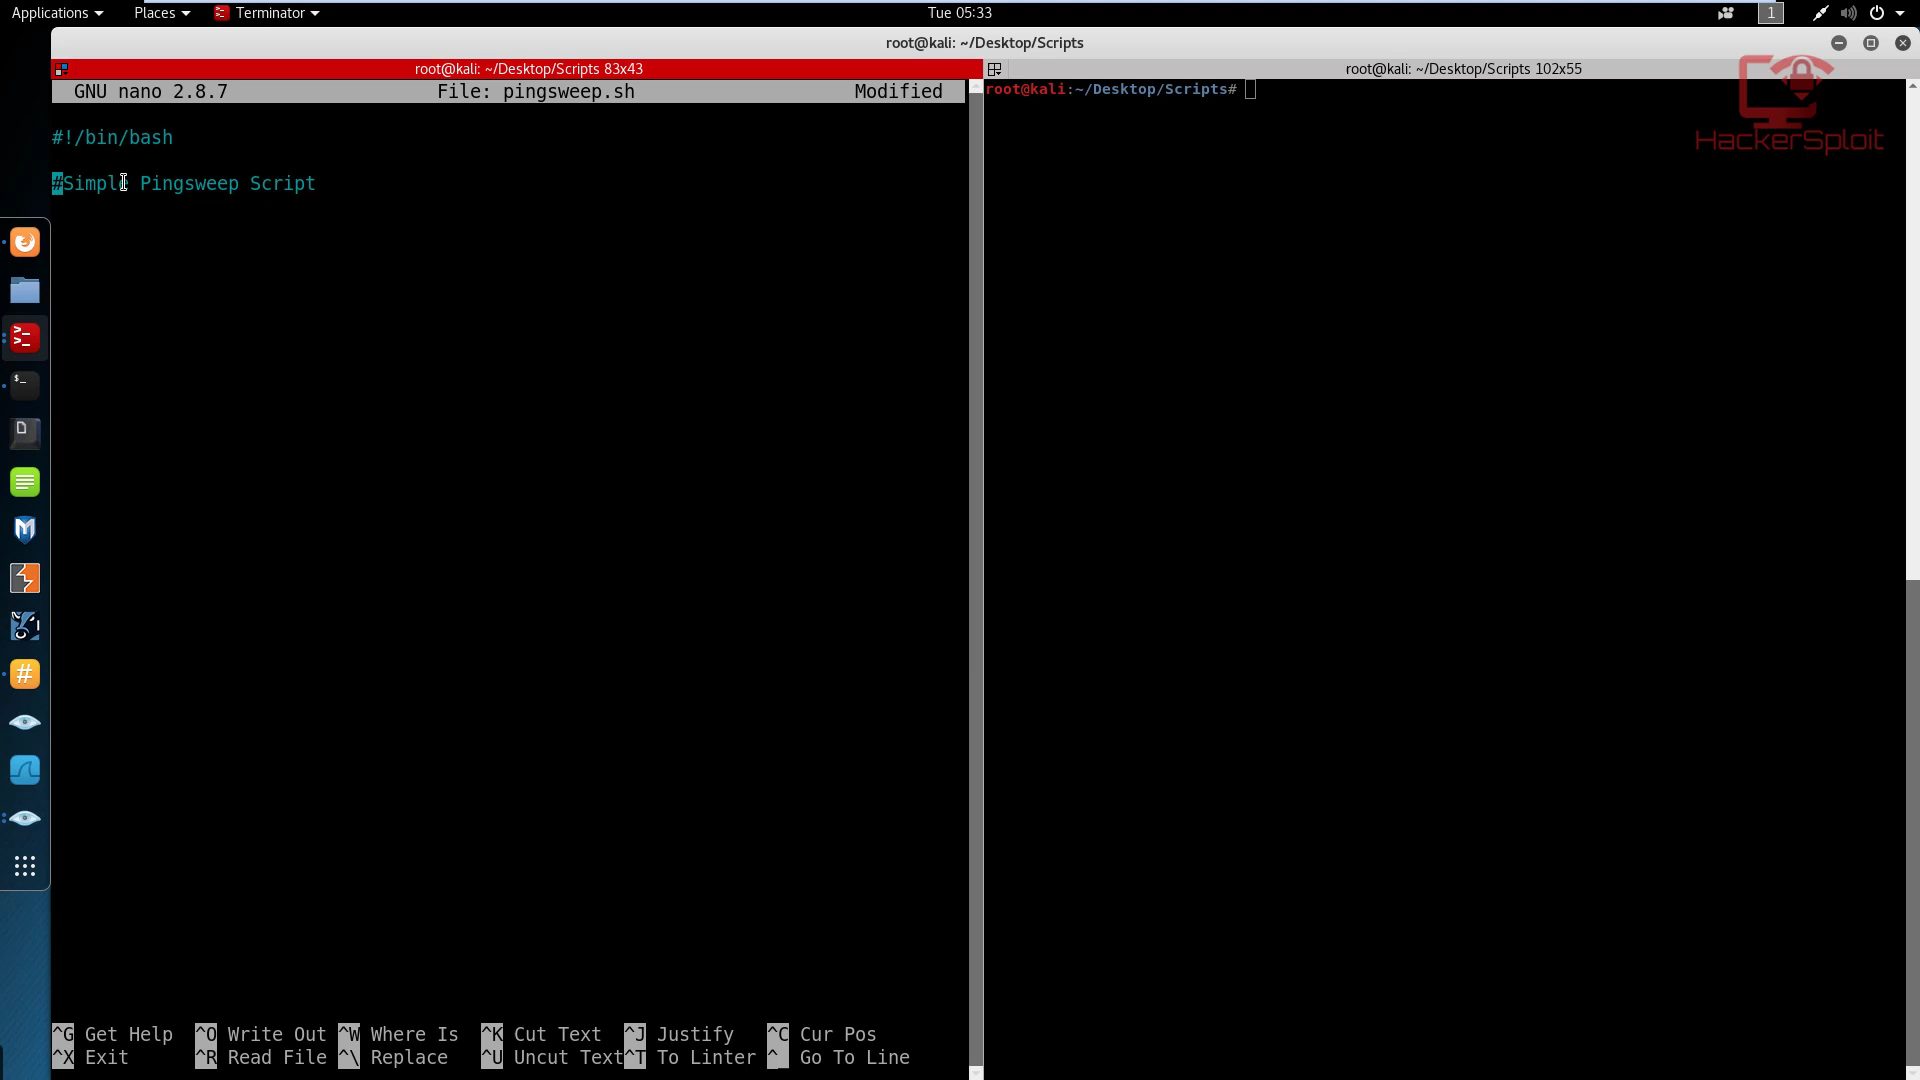 Applications Places Terminator Tue 05:33 1
root@kali: ~/Desktop/Scripts
root@kali: ~/Desktop/Scripts 83x43
root@kali: ~/Desktop/Scripts 102x55
GNU nano 2.8.7 File: pingsweep.sh Modified
root@kali:~/Desktop/Scripts#
HackerSploit
#!/bin/bash
#Simple Pingsweep Script
^G Get Help ^O Write Out ^W Where Is ^K Cut Text ^J Justify ^C Cur Pos
^X Exit ^R Read File ^\ Replace ^U Uncut Text ^T To Linter ^_ Go To Line